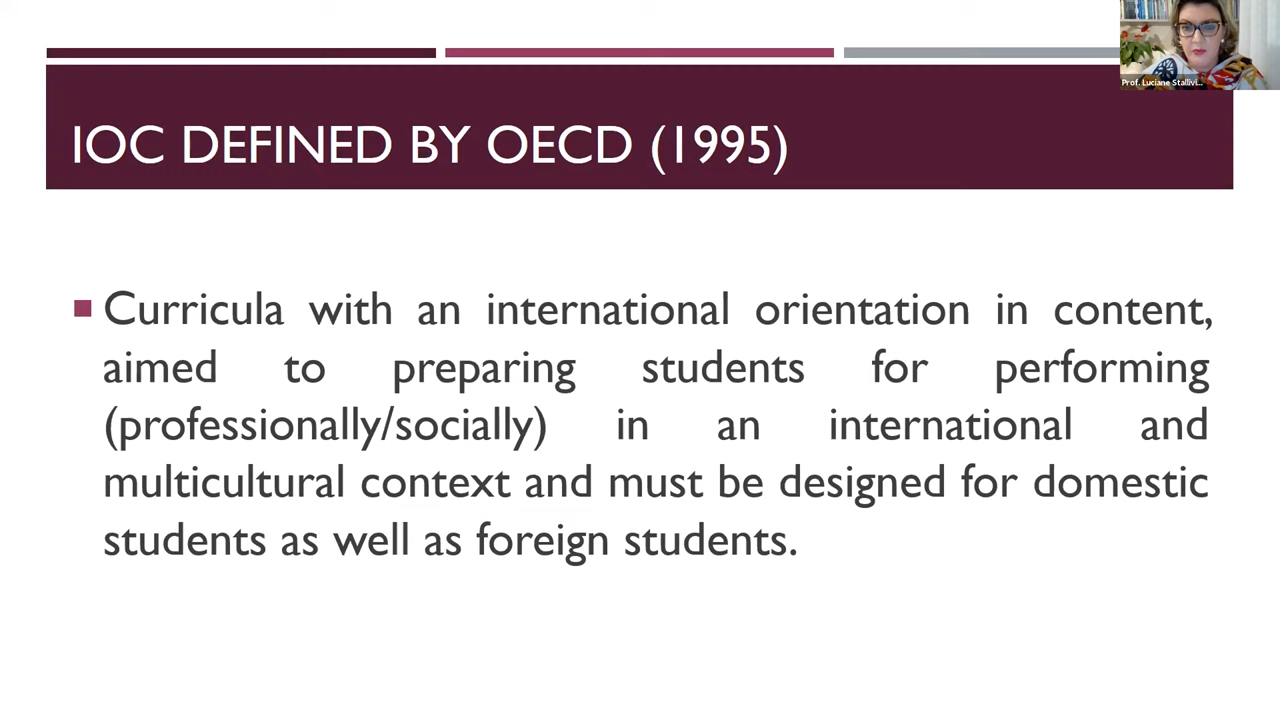 Prof. Luciane Stallivi...
IOC DEFINED BY OECD (1995)
Curricula with an international orientation in content,
aimed to preparing students for performing
(professionally/socially) in an international and
multicultural context and must be designed for domestic
students as well as foreign students.